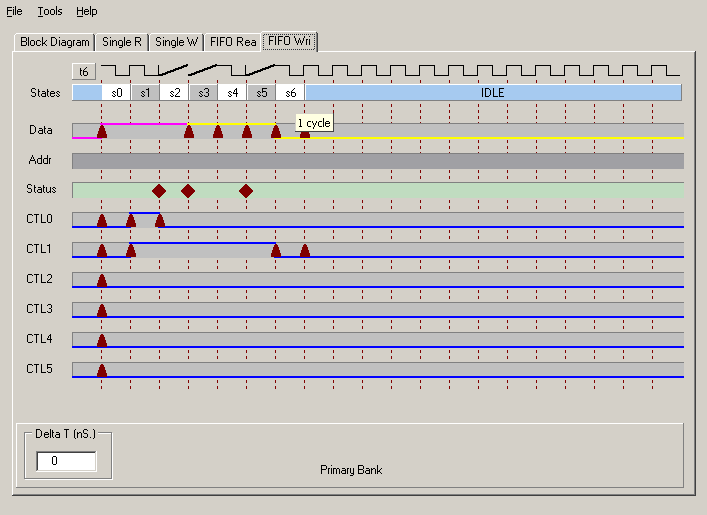 File Tools Help
Block Diagram Single R Single W FIFO Rea FIFO Wri
t6
States s0 s1 s2 s3 s4 s5 s6 IDLE
Data
1 cycle
Addr
Status
CTL0
CTL1
CTL2
CTL3
CTL4
CTL5
Delta T (nS.)
0
Primary Bank